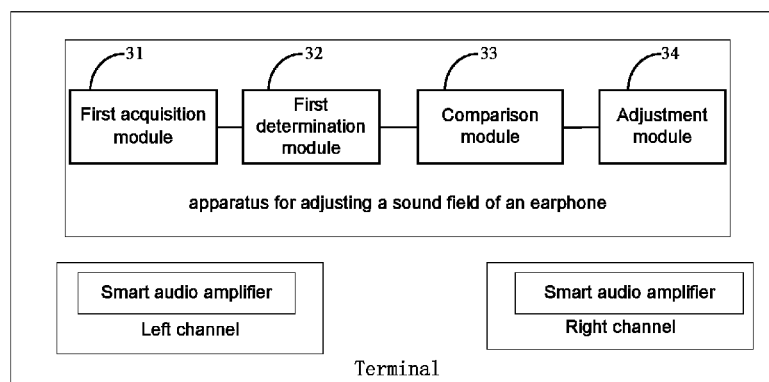 31 32 33 34
First acquisition module
First determination module
Comparison module
Adjustment module
apparatus for adjusting a sound field of an earphone
Smart audio amplifier
Left channel
Smart audio amplifier
Right channel
Terminal